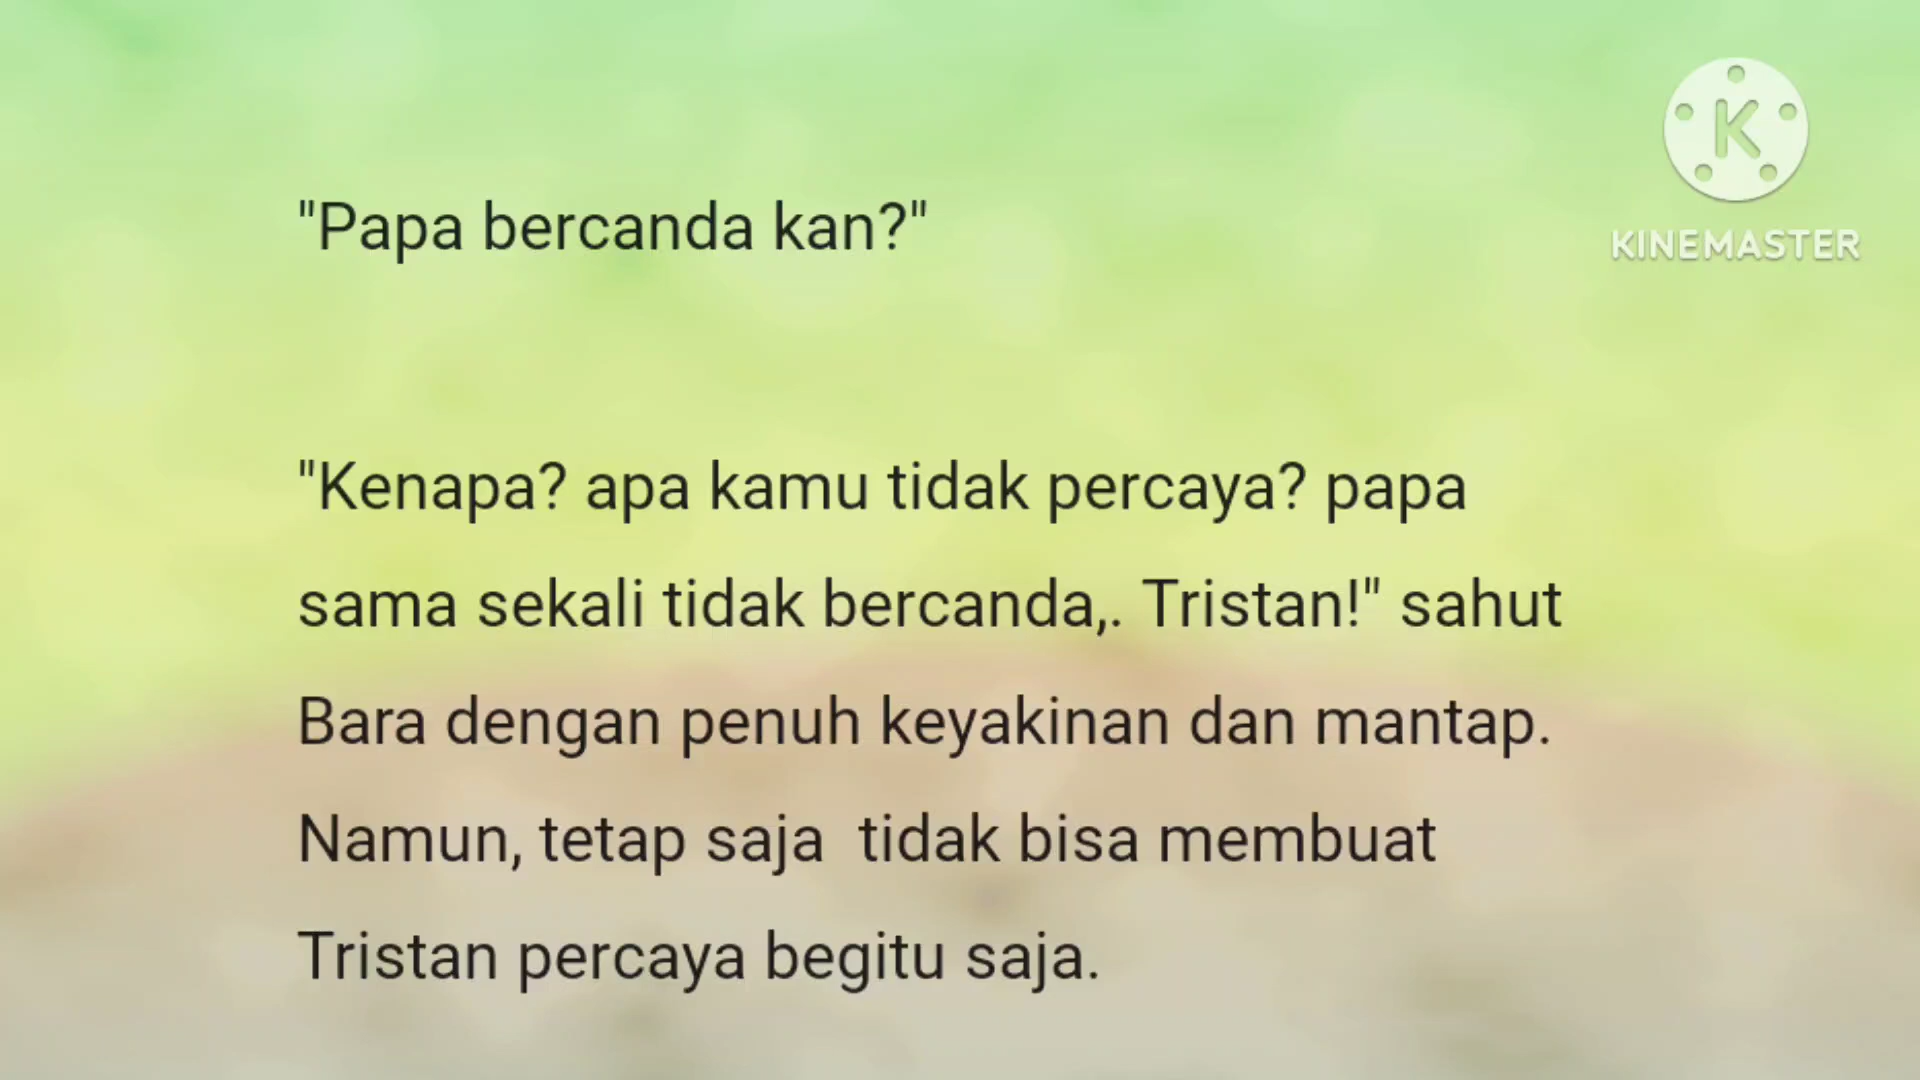 "Papa bercanda kan?"
KINEMASTER
"Kenapa? apa kamu tidak percaya? papa
sama sekali tidak bercanda,. Tristan!" sahut
Bara dengan penuh keyakinan dan mantap.
Namun, tetap saja  tidak bisa membuat
Tristan percaya begitu saja.